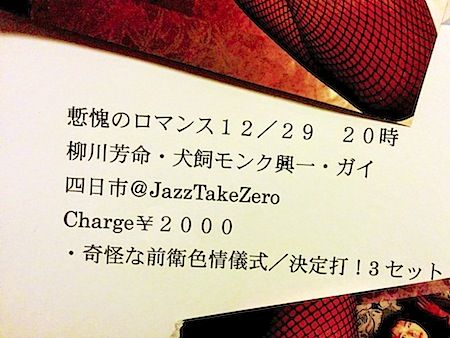 慙愧のロマンス１２／２９　２０時
柳川芳命・犬飼モンク興一・ガイ
四日市@JazzTakeZero
Charge￥２０００
・奇怪な前衛色情儀式／決定打！3セット